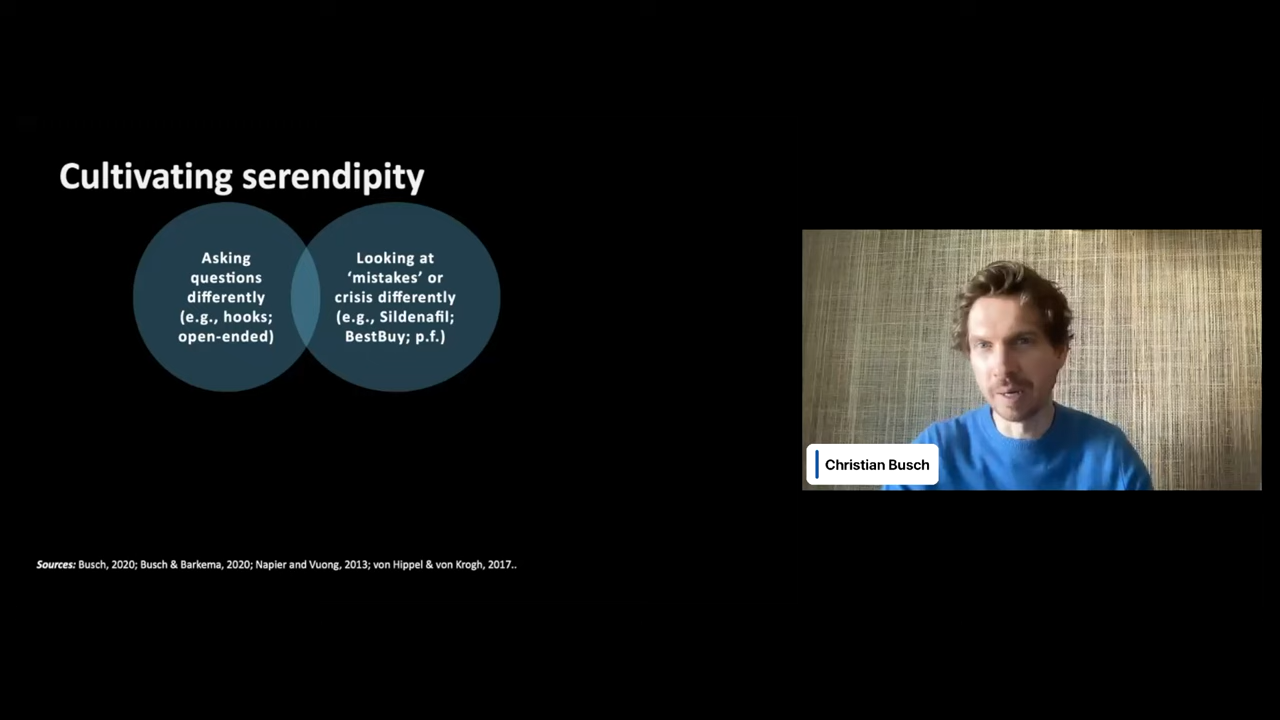 Cultivating serendipity
Asking
questions
differently
(e.g., hooks;
open-ended)
Looking at
‘mistakes’ or
crisis differently
(e.g., Sildenafil;
BestBuy; p.f.)
Christian Busch
Sources: Busch, 2020; Busch & Barkema, 2020; Napier and Vuong, 2013; von Hippel & von Krogh, 2017..